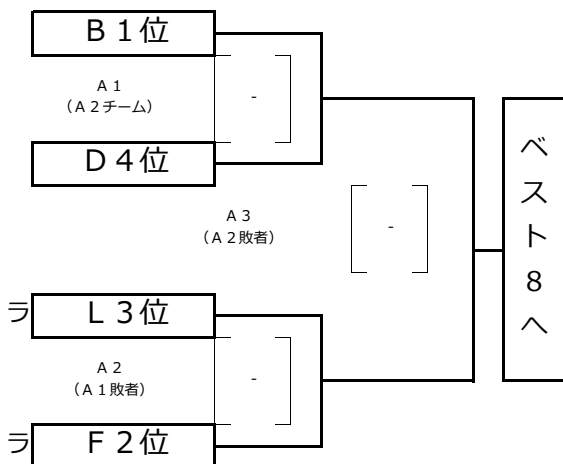 B1位
A1
(A2チーム)
-
D4位
A3
(A2敗者)
-
ラ L3位
A2
(A1敗者)
-
ラ F2位
ベスト8へ